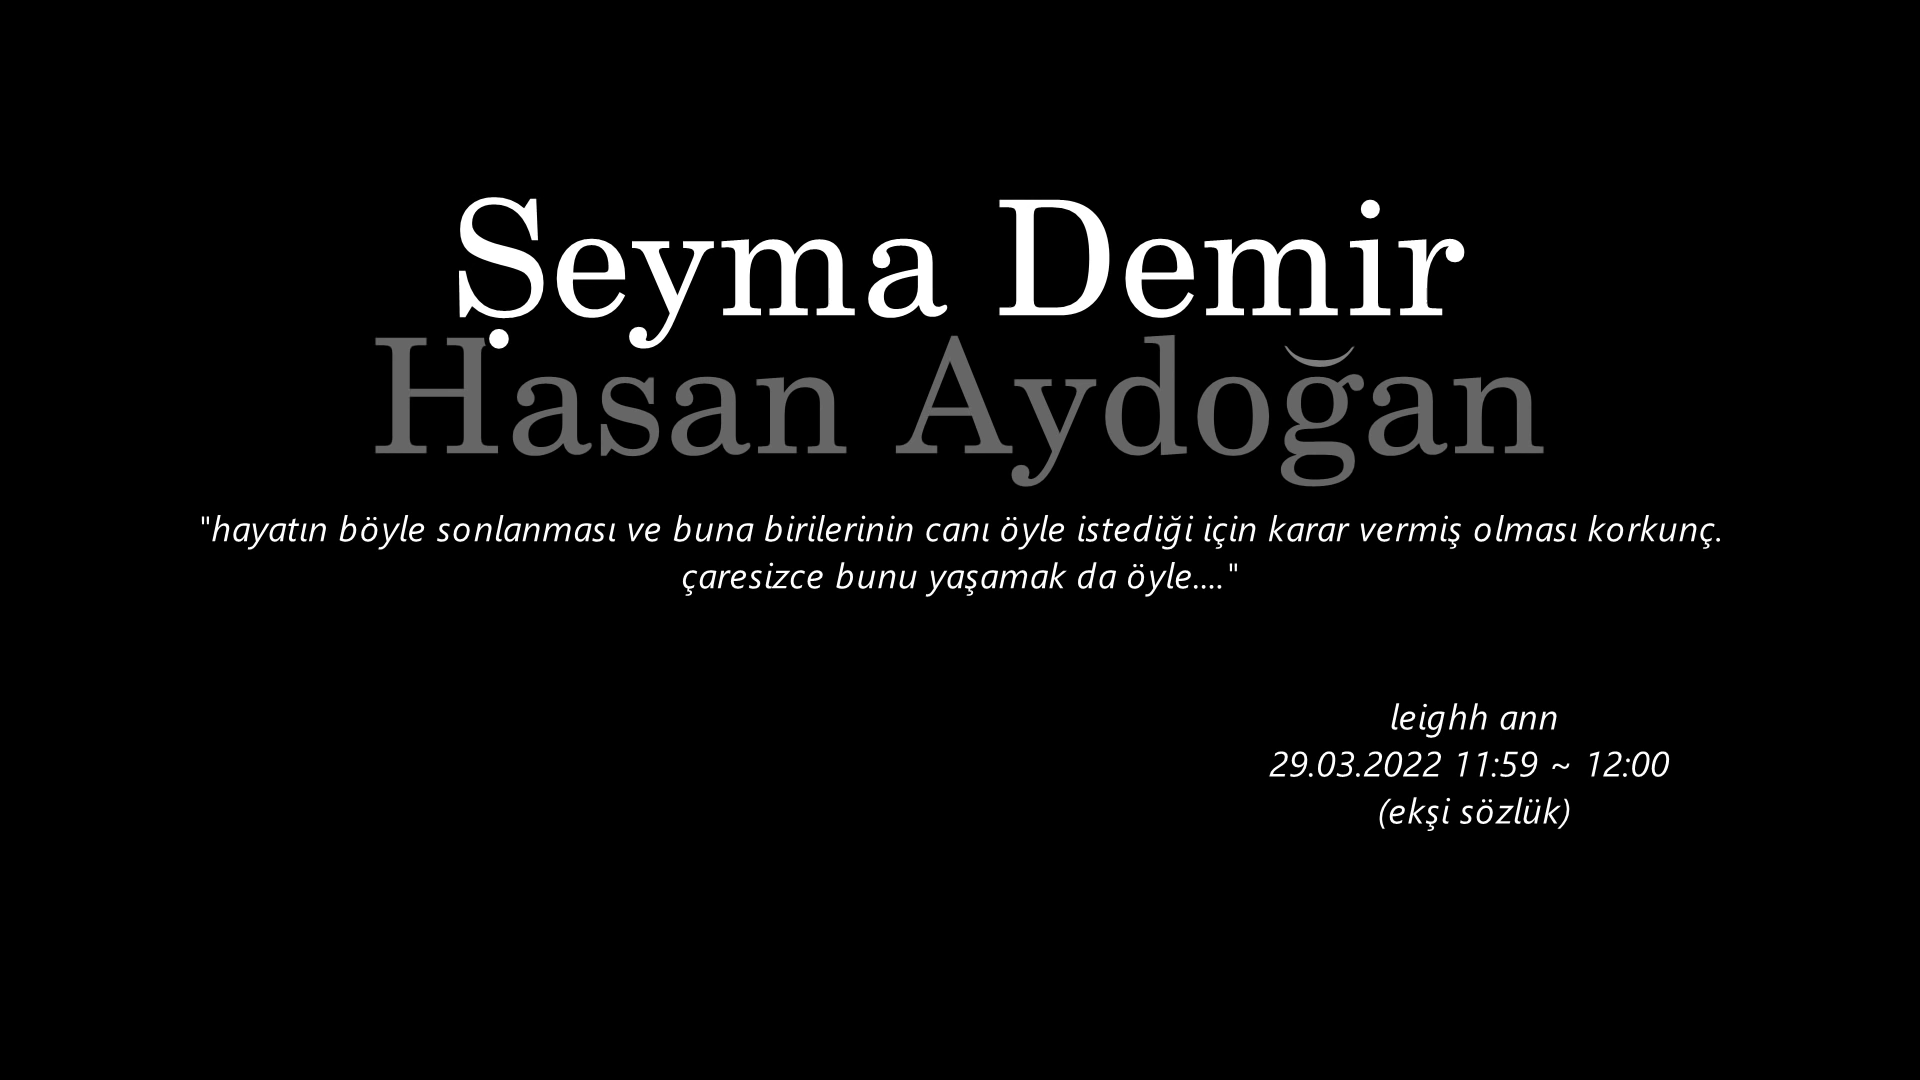 Şeyma Demir
Hasan Aydoğan
"hayatın böyle sonlanması ve buna birilerinin canı öyle istediği için karar vermiş olması korkunç.
çaresizce bunu yaşamak da öyle...."
leighh ann
29.03.2022 11:59 ~ 12:00
(ekşi sözlük)